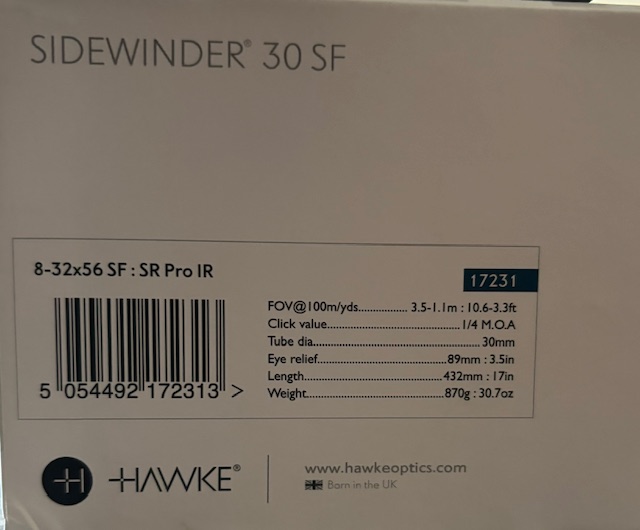 SIDEWINDER® 30 SF
8-32x56 SF : SR Pro IR
17231
FOV@100m/yds................. 3.5-1.1m : 10.6-3.3ft
Click value............................................. 1/4 M.O.A
Tube dia....................................................... 30mm
Eye relief............................................89mm : 3.5in
Length.............................................432mm : 17in
Weight..............................................870g : 30.7oz
5 054492 172313 >
H HAWKE®
www.hawkeoptics.com
Born in the UK